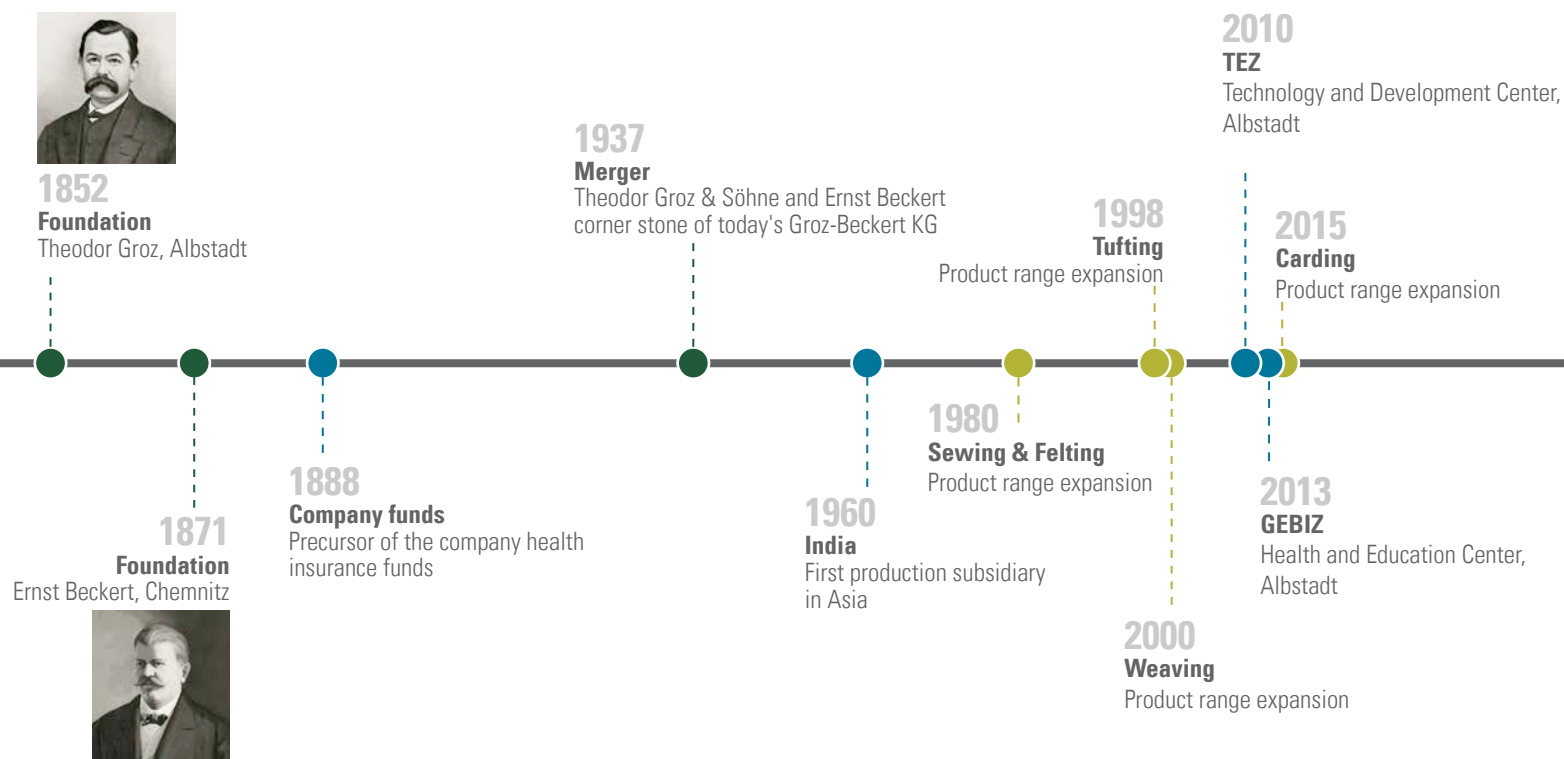 1852
Foundation
Theodor Groz, Albstadt
1871
Foundation
Ernst Beckert, Chemnitz
1888
Company funds
Precursor of the company health
insurance funds
1937
Merger
Theodor Groz & Söhne and Ernst Beckert
corner stone of today's Groz-Beckert KG
1960
India
First production subsidiary
in Asia
1980
Sewing & Felting
Product range expansion
1998
Tufting
Product range expansion
2000
Weaving
Product range expansion
2010
TEZ
Technology and Development Center,
Albstadt
2013
GEBIZ
Health and Education Center,
Albstadt
2015
Carding
Product range expansion